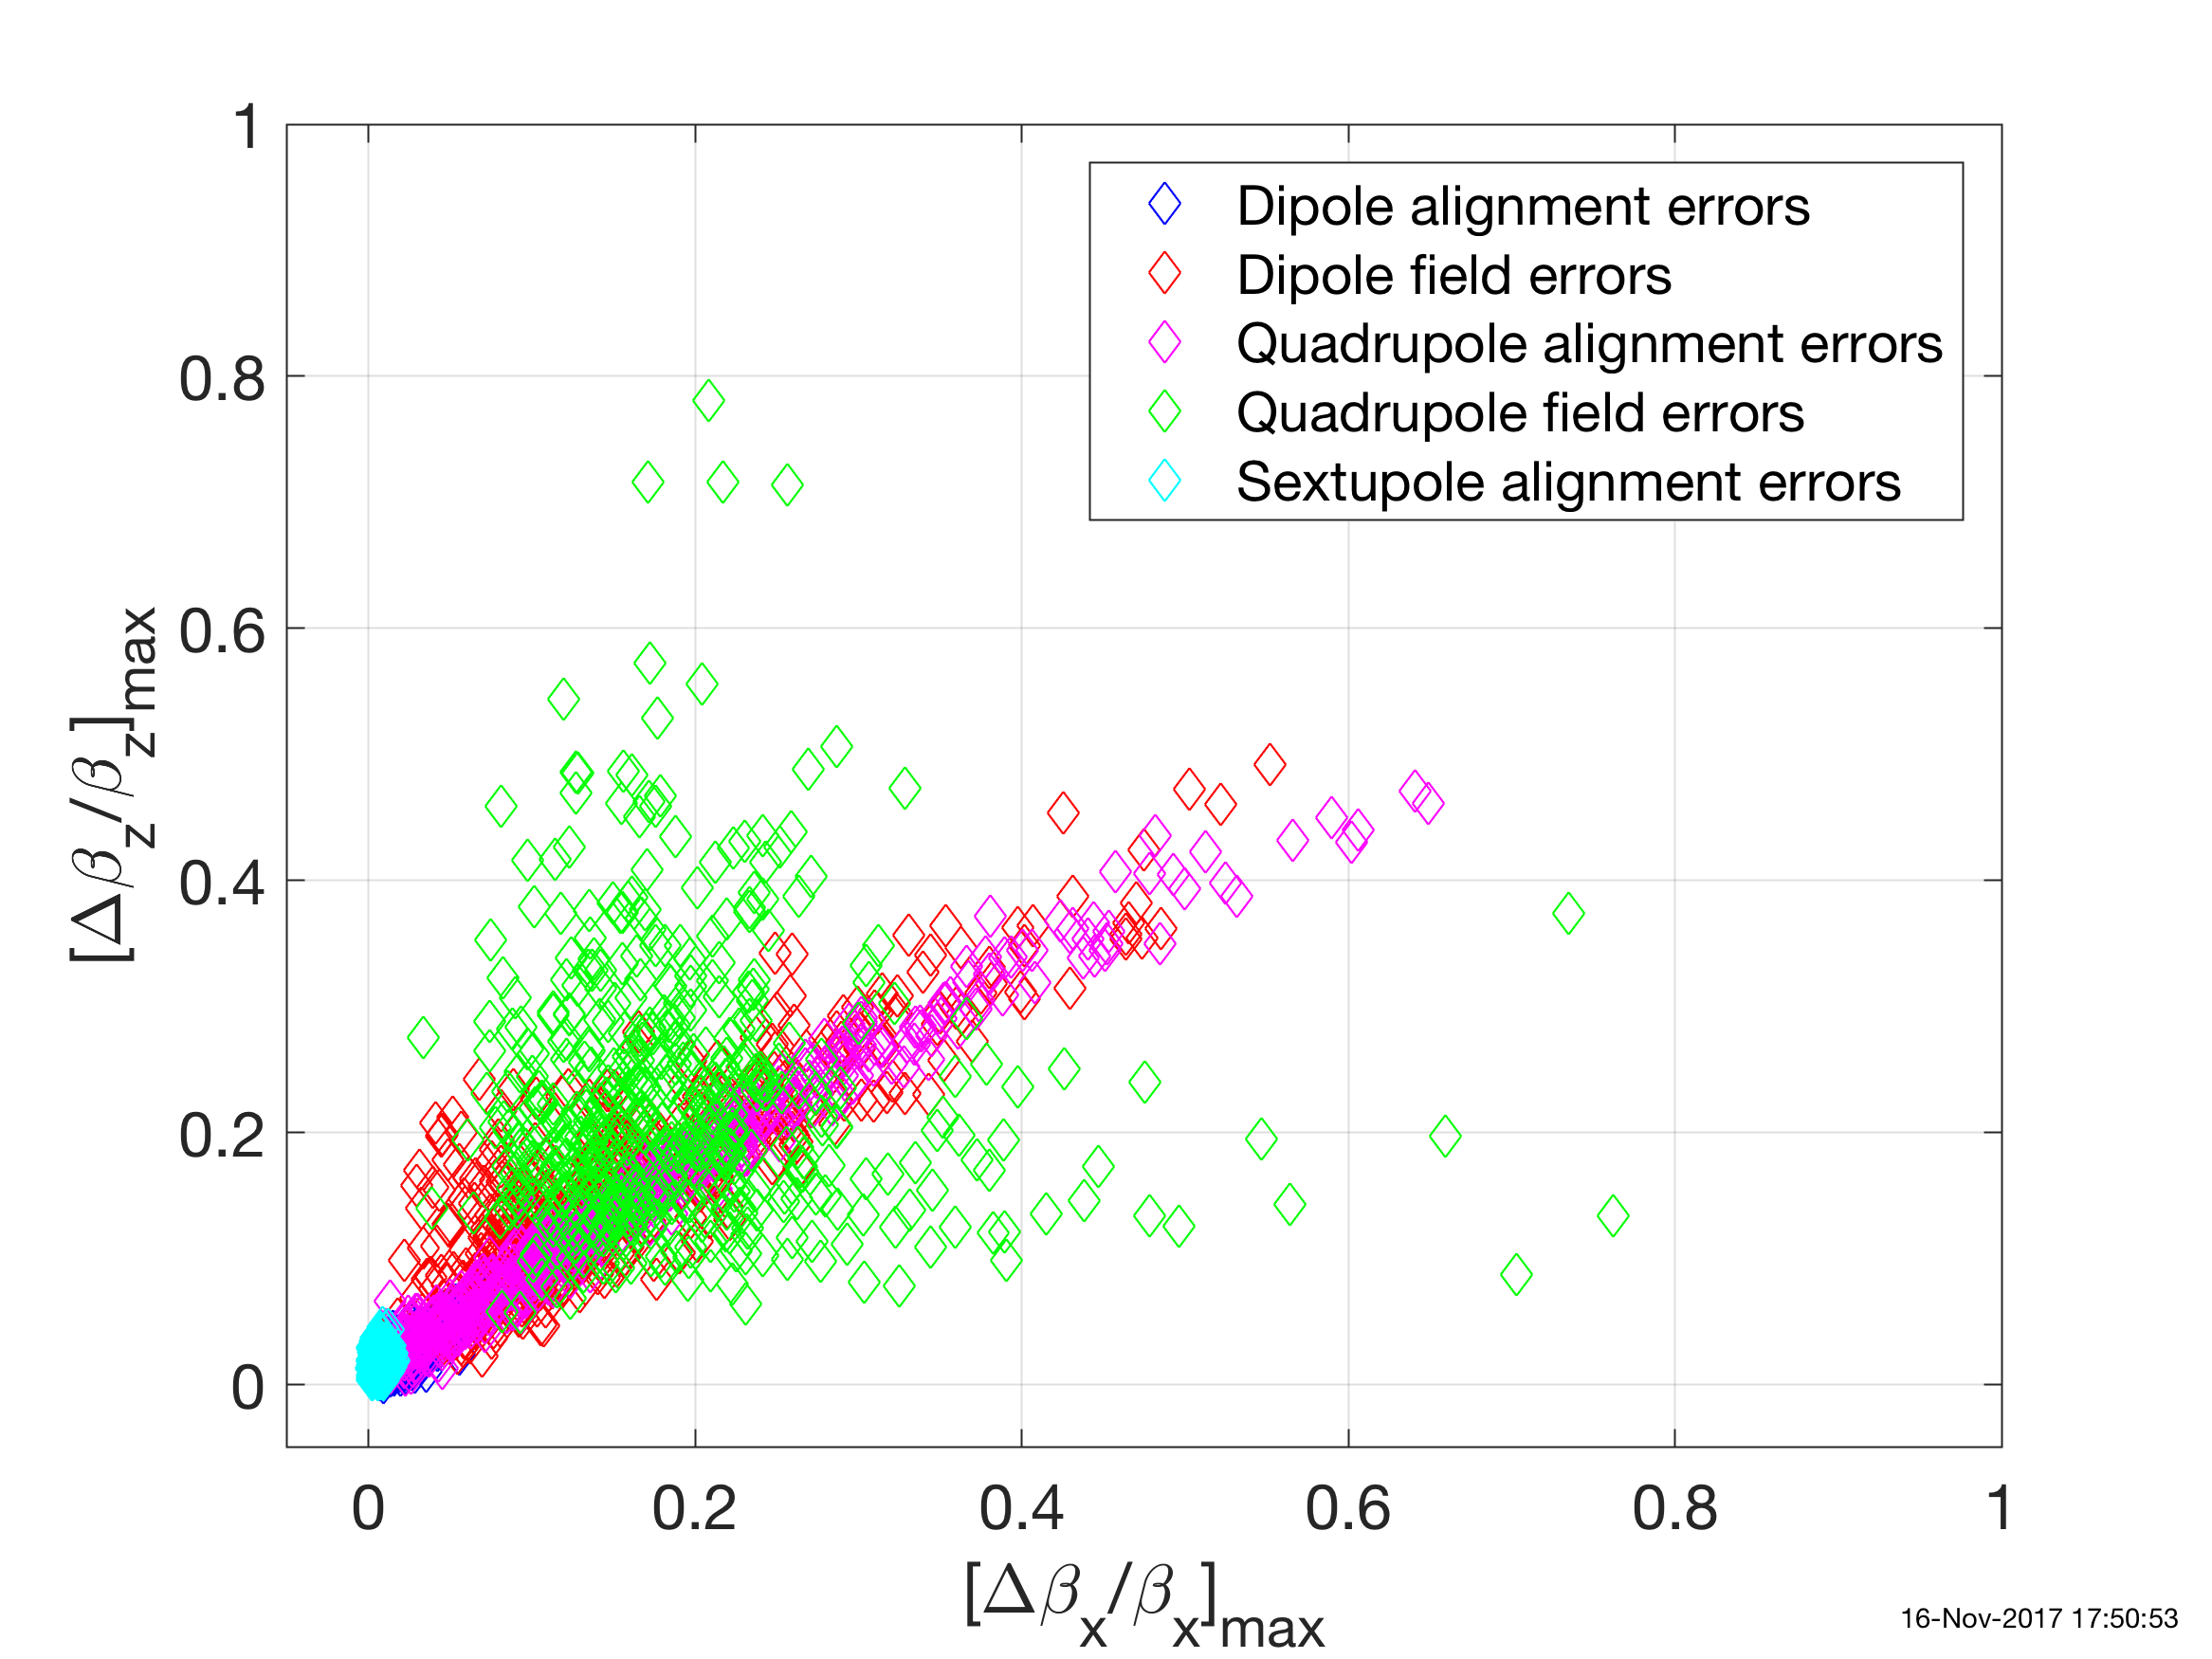 1
0.8
0.6
0.4
0.2
0
[Δβz/βz]max
Dipole alignment errors
Dipole field errors
Quadrupole alignment errors
Quadrupole field errors
Sextupole alignment errors
0 0.2 0.4 0.6 0.8 1
[Δβx/βx]max
16-Nov-2017 17:50:53